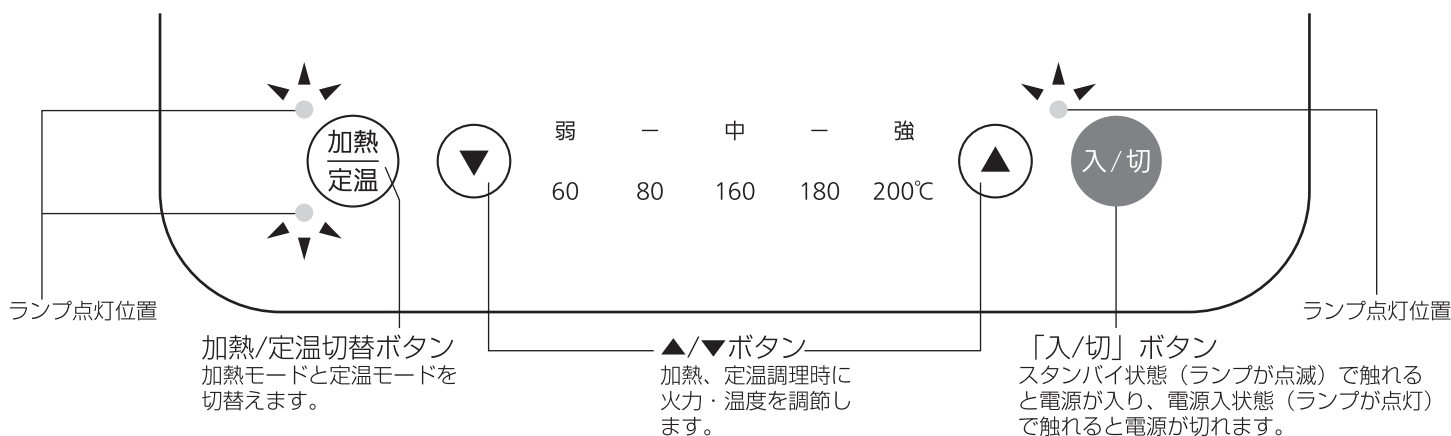 弱 － 中 － 強
加熱
定温
▼
▲
入/切
60 80 160 180 200℃
ランプ点灯位置
ランプ点灯位置
加熱/定温切替ボタン
加熱モードと定温モードを
切替えます。
▲/▼ボタン
加熱、定温調理時に
火力・温度を調節し
ます。
「入/切」ボタン
スタンバイ状態（ランプが点滅）で触れる
と電源が入り、電源入状態（ランプが点灯）
で触れると電源が切れます。